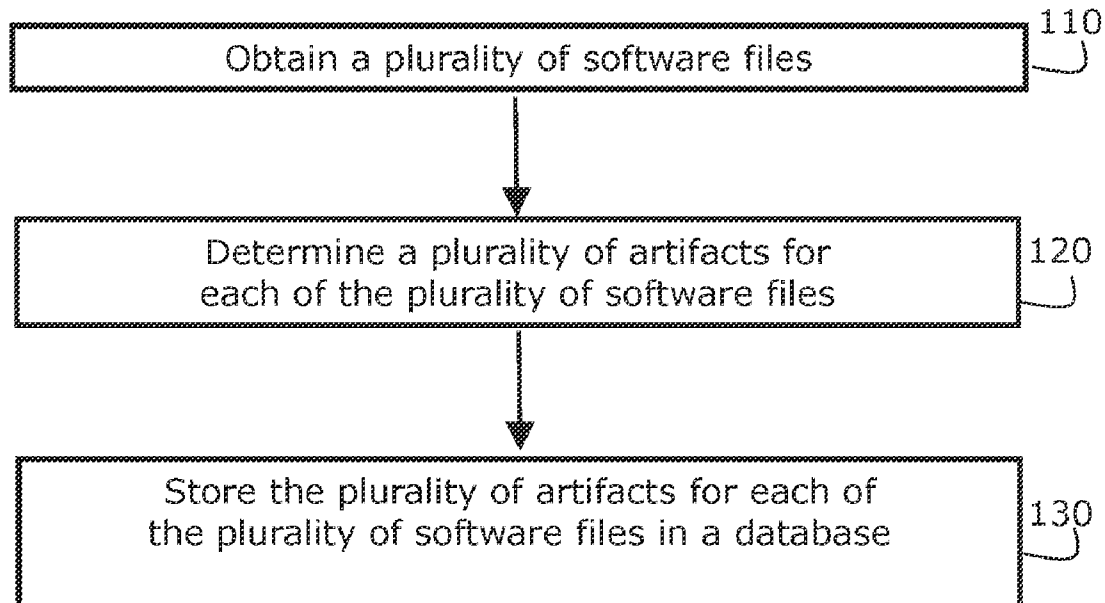 110
Obtain a plurality of software files
Determine a plurality of artifacts for
each of the plurality of software files
120
Store the plurality of artifacts for each of
the plurality of software files in a database
130